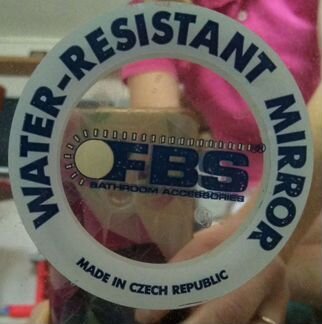 WATER-RESISTANT MIRROR
FBS®
BATHROOM ACCESSORIES
MADE IN CZECH REPUBLIC